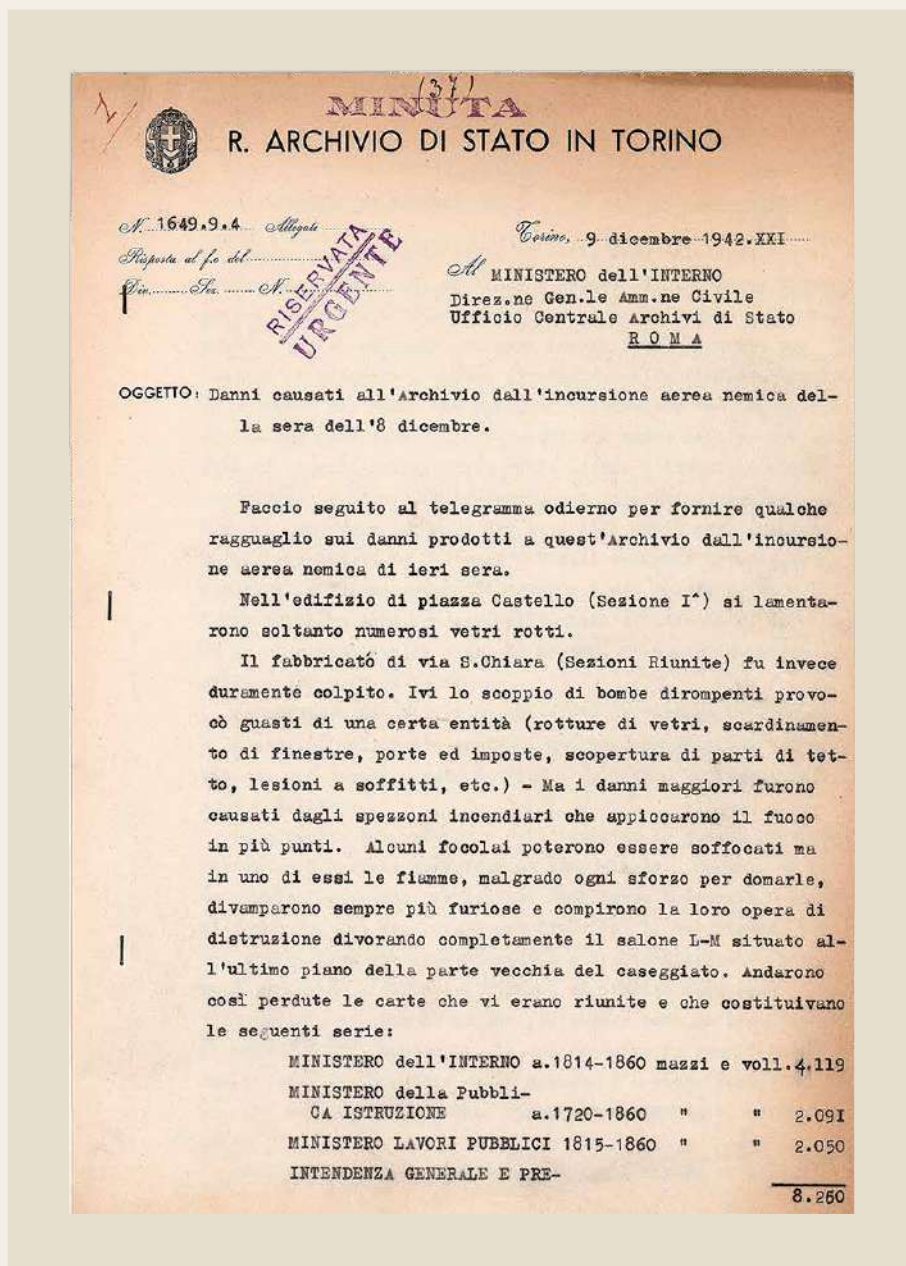 (37)
MINUTA
R. ARCHIVIO DI STATO IN TORINO
N. 1649.9.4 Allegate
Risposta al f.o del
Div. Sez. N.
RISERVATA
URGENTE
Torino, 9 dicembre 1942.XXI
Al MINISTERO dell'INTERNO
Direz.ne Gen.le Amm.ne Civile
Ufficio Centrale Archivi di Stato
ROMA
OGGETTO: Danni causati all'Archivio dall'incursione aerea nemica del-
la sera dell'8 dicembre.
Faccio seguito al telegramma odierno per fornire qualche
ragguaglio sui danni prodotti a quest'Archivio dall'incursio-
ne aerea nemica di ieri sera.
Nell'edifizio di piazza Castello (Sezione I^) si lamenta-
rono soltanto numerosi vetri rotti.
Il fabbricato di via S.Chiara (Sezioni Riunite) fu invece
duramente colpito. Ivi lo scoppio di bombe dirompenti provo-
cò guasti di una certa entità (rotture di vetri, scardinamen-
to di finestre, porte ed imposte, scopertura di parti di tet-
to, lesioni a soffitti, etc.) - Ma i danni maggiori furono
causati dagli spezzoni incendiari che appiccarono il fuoco
in più punti. Alcuni focolai poterono essere soffocati ma
in uno di essi le fiamme, malgrado ogni sforzo per domarle,
divamparono sempre più furiose e compirono la loro opera di
distruzione divorando completamente il salone L-M situato al-
l'ultimo piano della parte vecchia del caseggiato. Andarono
così perdute le carte che vi erano riunite e che costituivano
le seguenti serie:
MINISTERO dell'INTERNO a.1814-1860 mazzi e voll.4.119
MINISTERO della Pubbli-
CA ISTRUZIONE a.1720-1860 " " 2.091
MINISTERO LAVORI PUBBLICI 1815-1860 " " 2.050
INTENDENZA GENERALE E PRE-
8.260